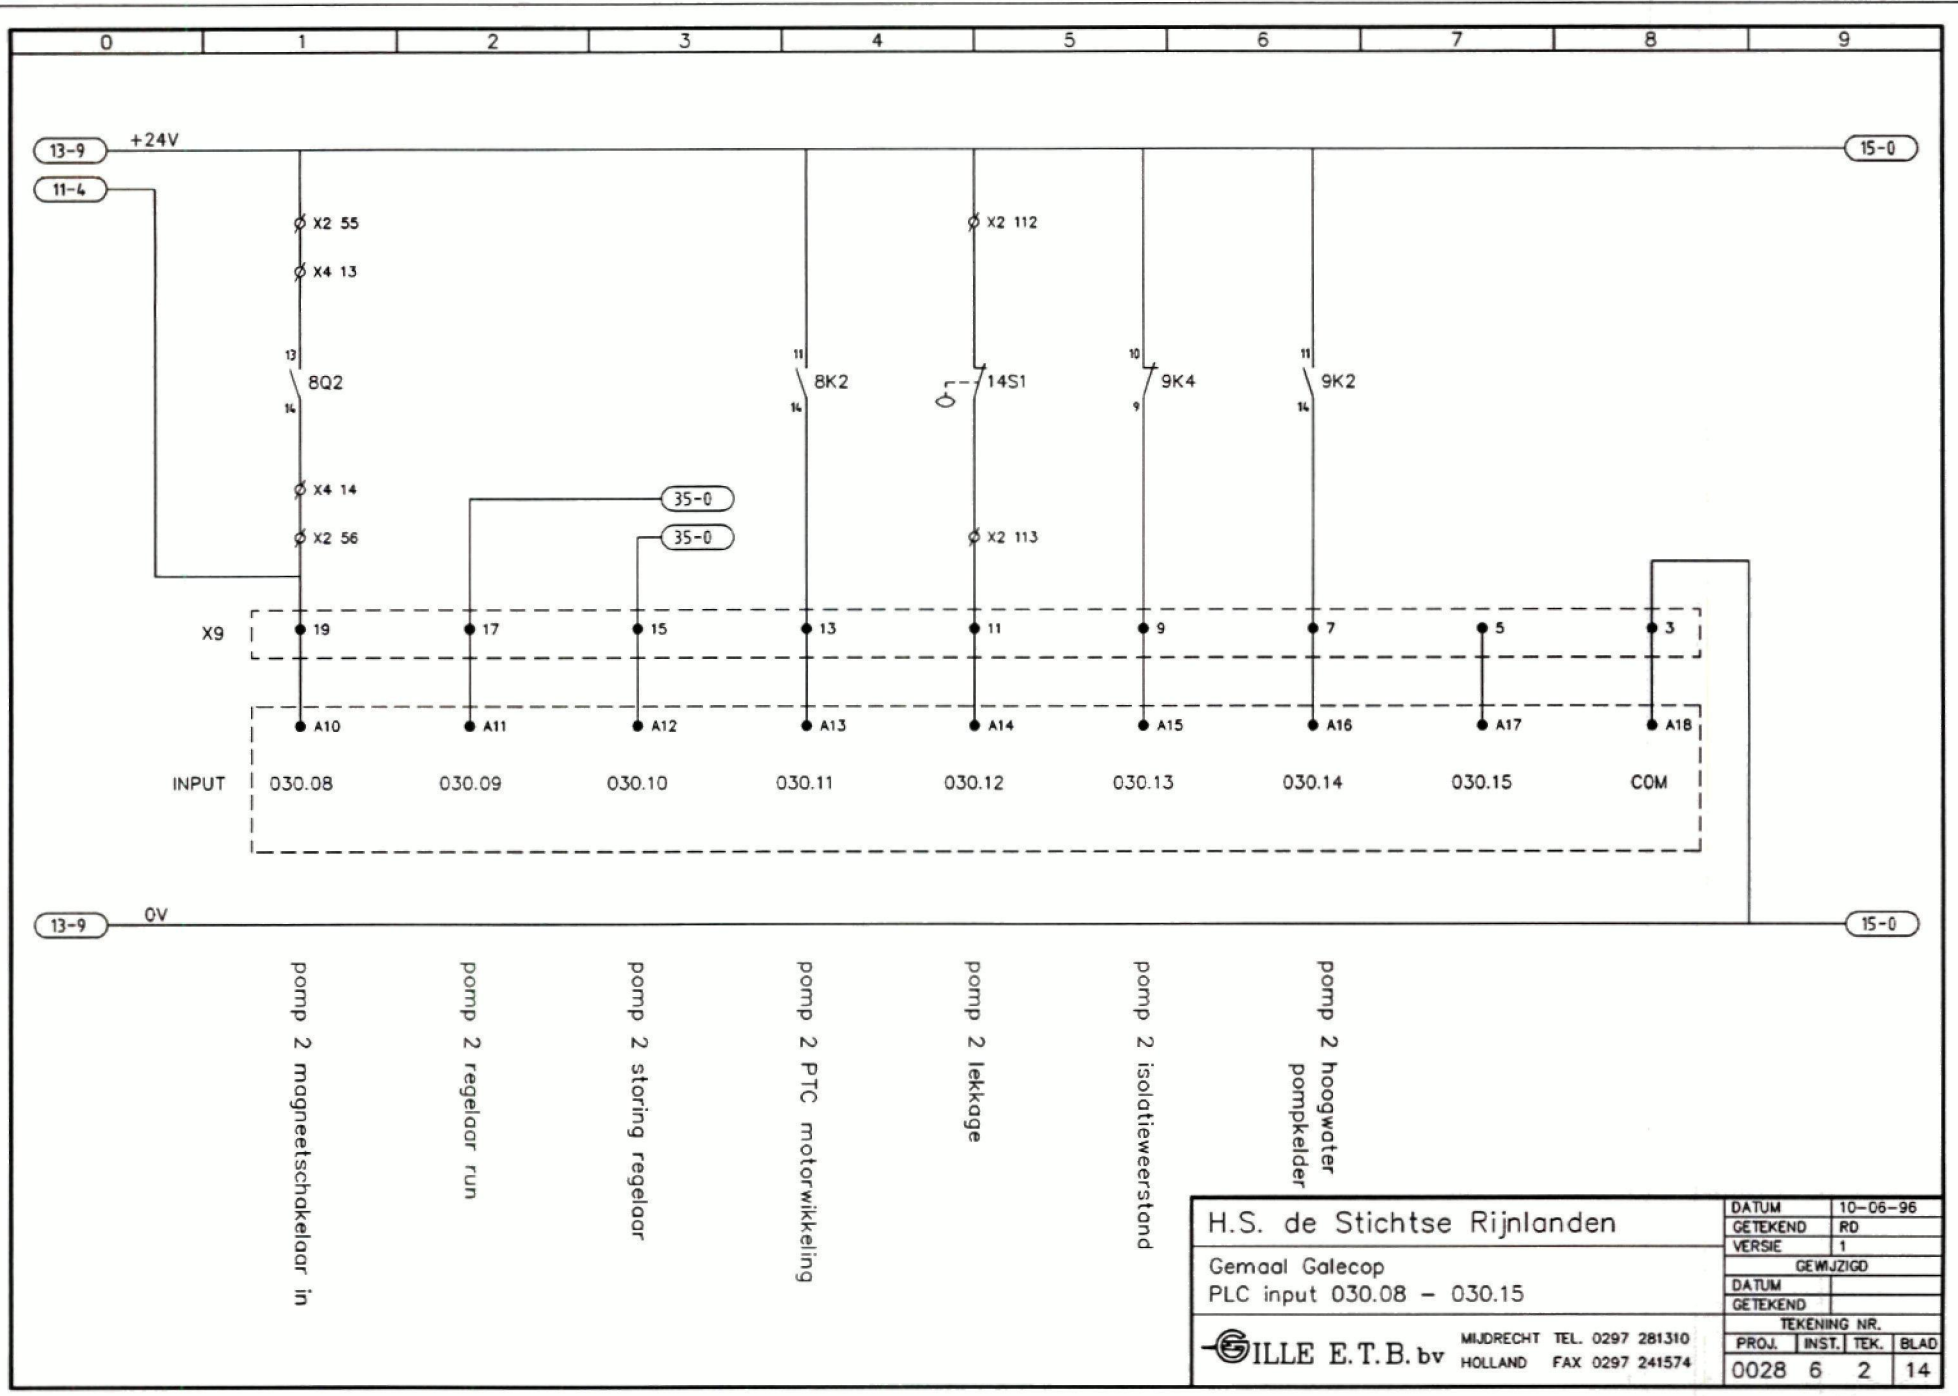 0 1 2 3 4 5 6 7 8 9
13-9 +24V 15-0
11-4
X2 55 X2 112
X4 13
13 11 10 11
8Q2 8K2 14S1 9K4 9K2
14 14 9 14
X4 14 35-0
X2 56 35-0 X2 113
X9 19 17 15 13 11 9 7 5 3
A10 A11 A12 A13 A14 A15 A16 A17 A18
INPUT 030.08 030.09 030.10 030.11 030.12 030.13 030.14 030.15 COM
13-9 0V 15-0
pomp 2 magneetschakelaar in
pomp 2 regelaar run
pomp 2 storing regelaar
pomp 2 PTC motorwikkeling
pomp 2 lekkage
pomp 2 isolatieweerstand
pomp 2 hoogwater
pompkelder
H.S. de Stichtse Rijnlanden
Gemaal Galecop
PLC input 030.08 - 030.15
GILLE E.T.B. bv
MIJDRECHT TEL. 0297 281310
HOLLAND FAX 0297 241574
DATUM 10-06-96
GETEKEND RD
VERSIE 1
GEWIJZIGD
DATUM
GETEKEND
TEKENING NR.
PROJ. INST. TEK. BLAD
0028 6 2 14